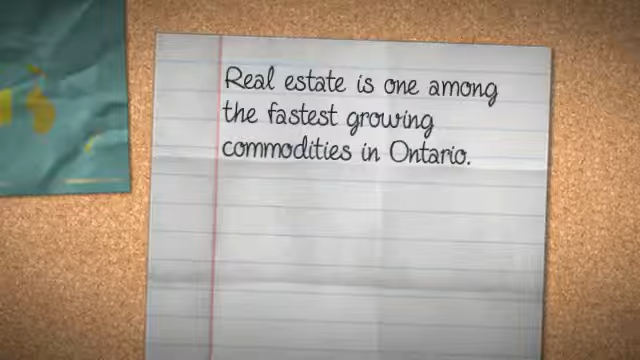 Real estate is one among
the fastest growing
commodities in Ontario.